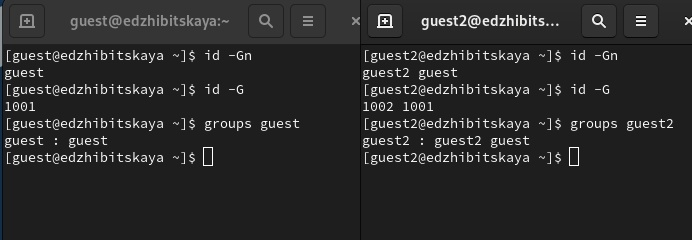 guest@edzhibitskaya:~
[guest@edzhibitskaya ~]$ id -Gn
guest
[guest@edzhibitskaya ~]$ id -G
1001
[guest@edzhibitskaya ~]$ groups guest
guest : guest
[guest@edzhibitskaya ~]$
guest2@edzhibits...
[guest2@edzhibitskaya ~]$ id -Gn
guest2 guest
[guest2@edzhibitskaya ~]$ id -G
1002 1001
[guest2@edzhibitskaya ~]$ groups guest2
guest2 : guest2 guest
[guest2@edzhibitskaya ~]$